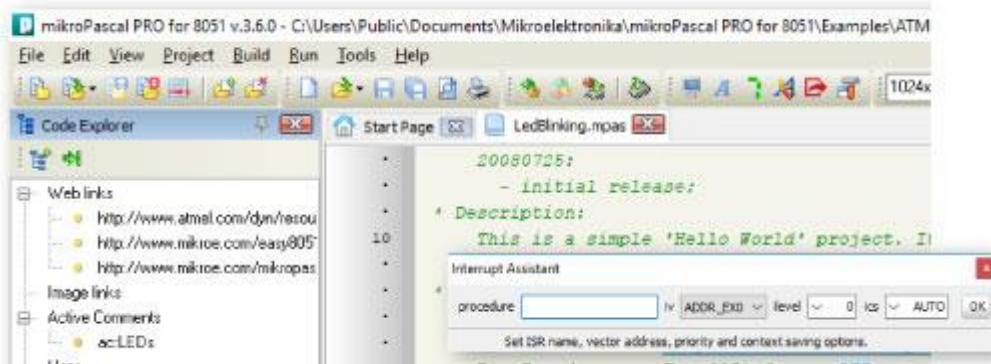 mikroPascal PRO for 8051 v.3.6.0 - C:\Users\Public\Documents\Mikroelektronika\mikroPascal PRO for 8051\Examples\ATM
File Edit View Project Build Run Tools Help
1024x
Code Explorer
Start Page LedBlinking.mpas
20080725:
- initial release;
Web links
* Description:
http://www.atmel.com/dyn/resou
http://www.mikroe.com/easy805
10 This is a simple 'Hello World' project. I
http://www.mikroe.com/mikropas
Interrupt Assistant
Image links
*
procedure iv ADDR_EX0 level 0 ics AUTO OK
Active Comments
ac:LEDs
Set ISR name, vector address, priority and context saving options.